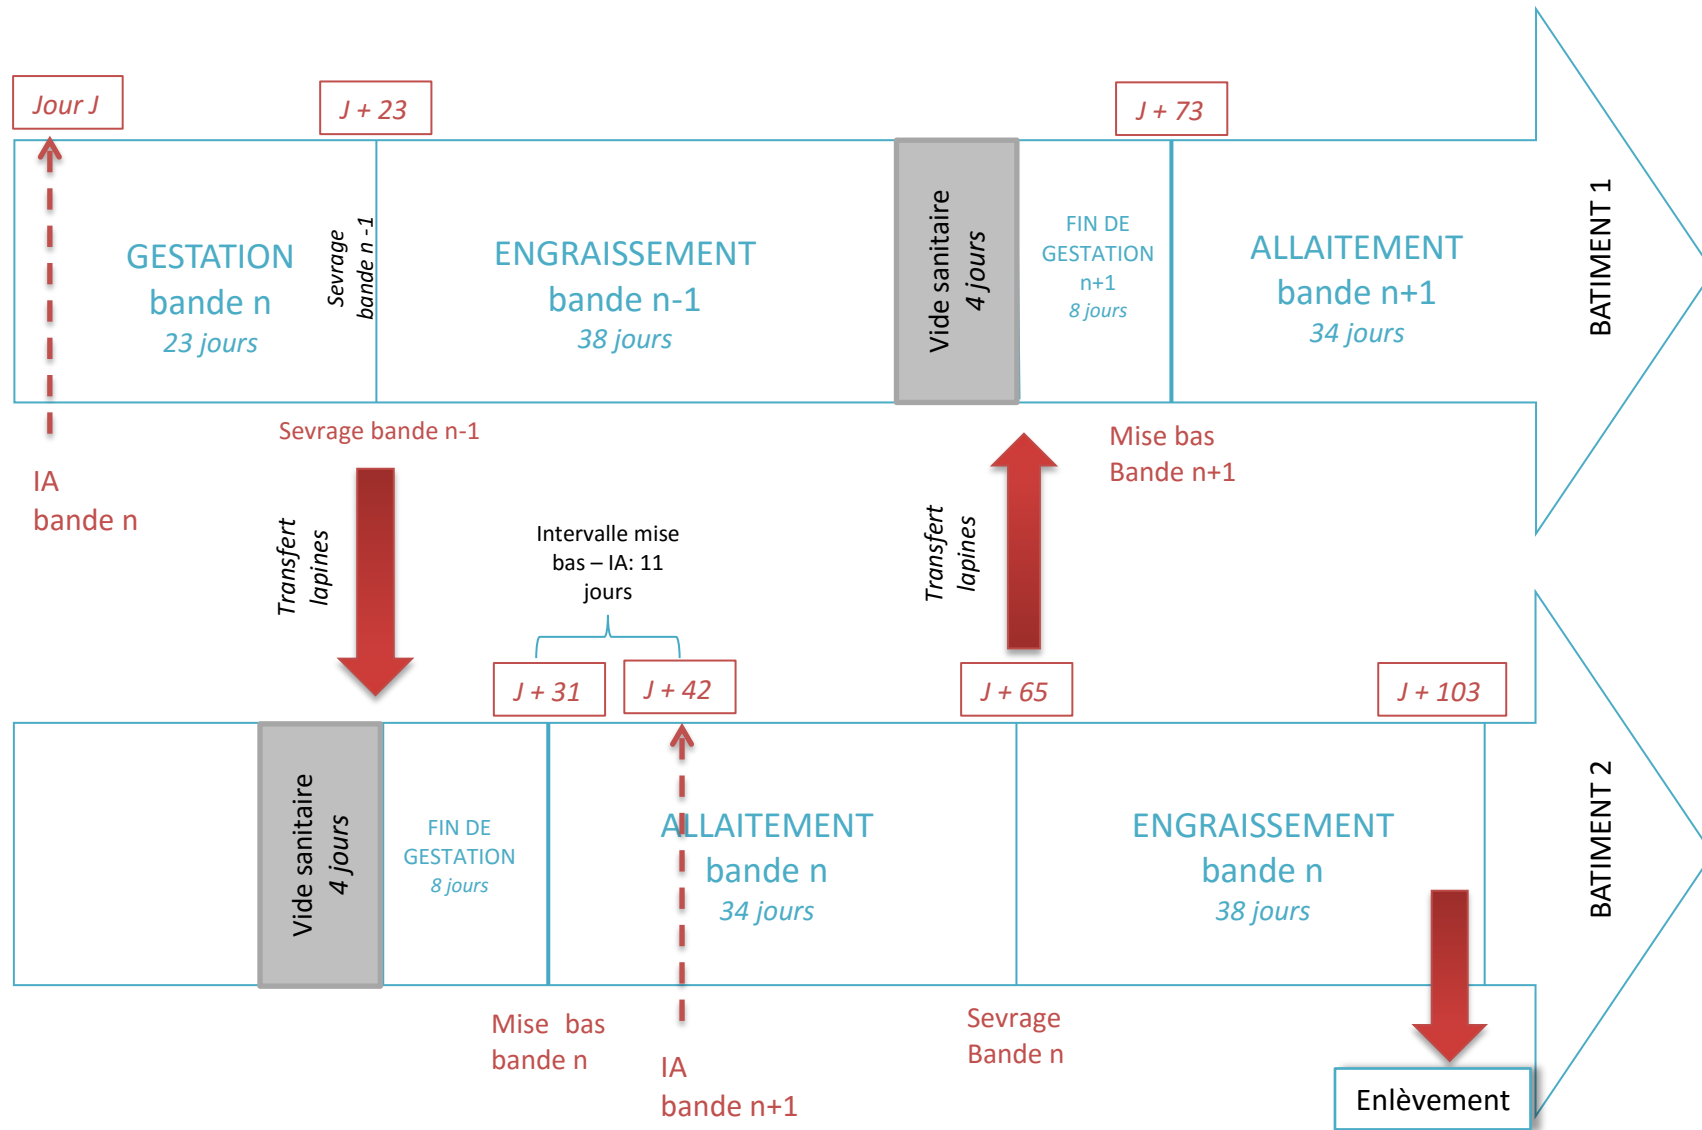 Jour J
J + 23
J + 73
GESTATION
bande n
23 jours
Sevrage
bande n -1
ENGRAISSEMENT
bande n-1
38 jours
Vide sanitaire
4 jours
FIN DE
GESTATION
n+1
8 jours
ALLAITEMENT
bande n+1
34 jours
BATIMENT 1
IA
bande n
Sevrage bande n-1
Transfert
lapines
Intervalle mise
bas – IA: 11
jours
Transfert
lapines
Mise bas
Bande n+1
J + 31
J + 42
J + 65
J + 103
Vide sanitaire
4 jours
FIN DE
GESTATION
8 jours
ALLAITEMENT
bande n
34 jours
ENGRAISSEMENT
bande n
38 jours
BATIMENT 2
Mise bas
bande n
IA
bande n+1
Sevrage
Bande n
Enlèvement